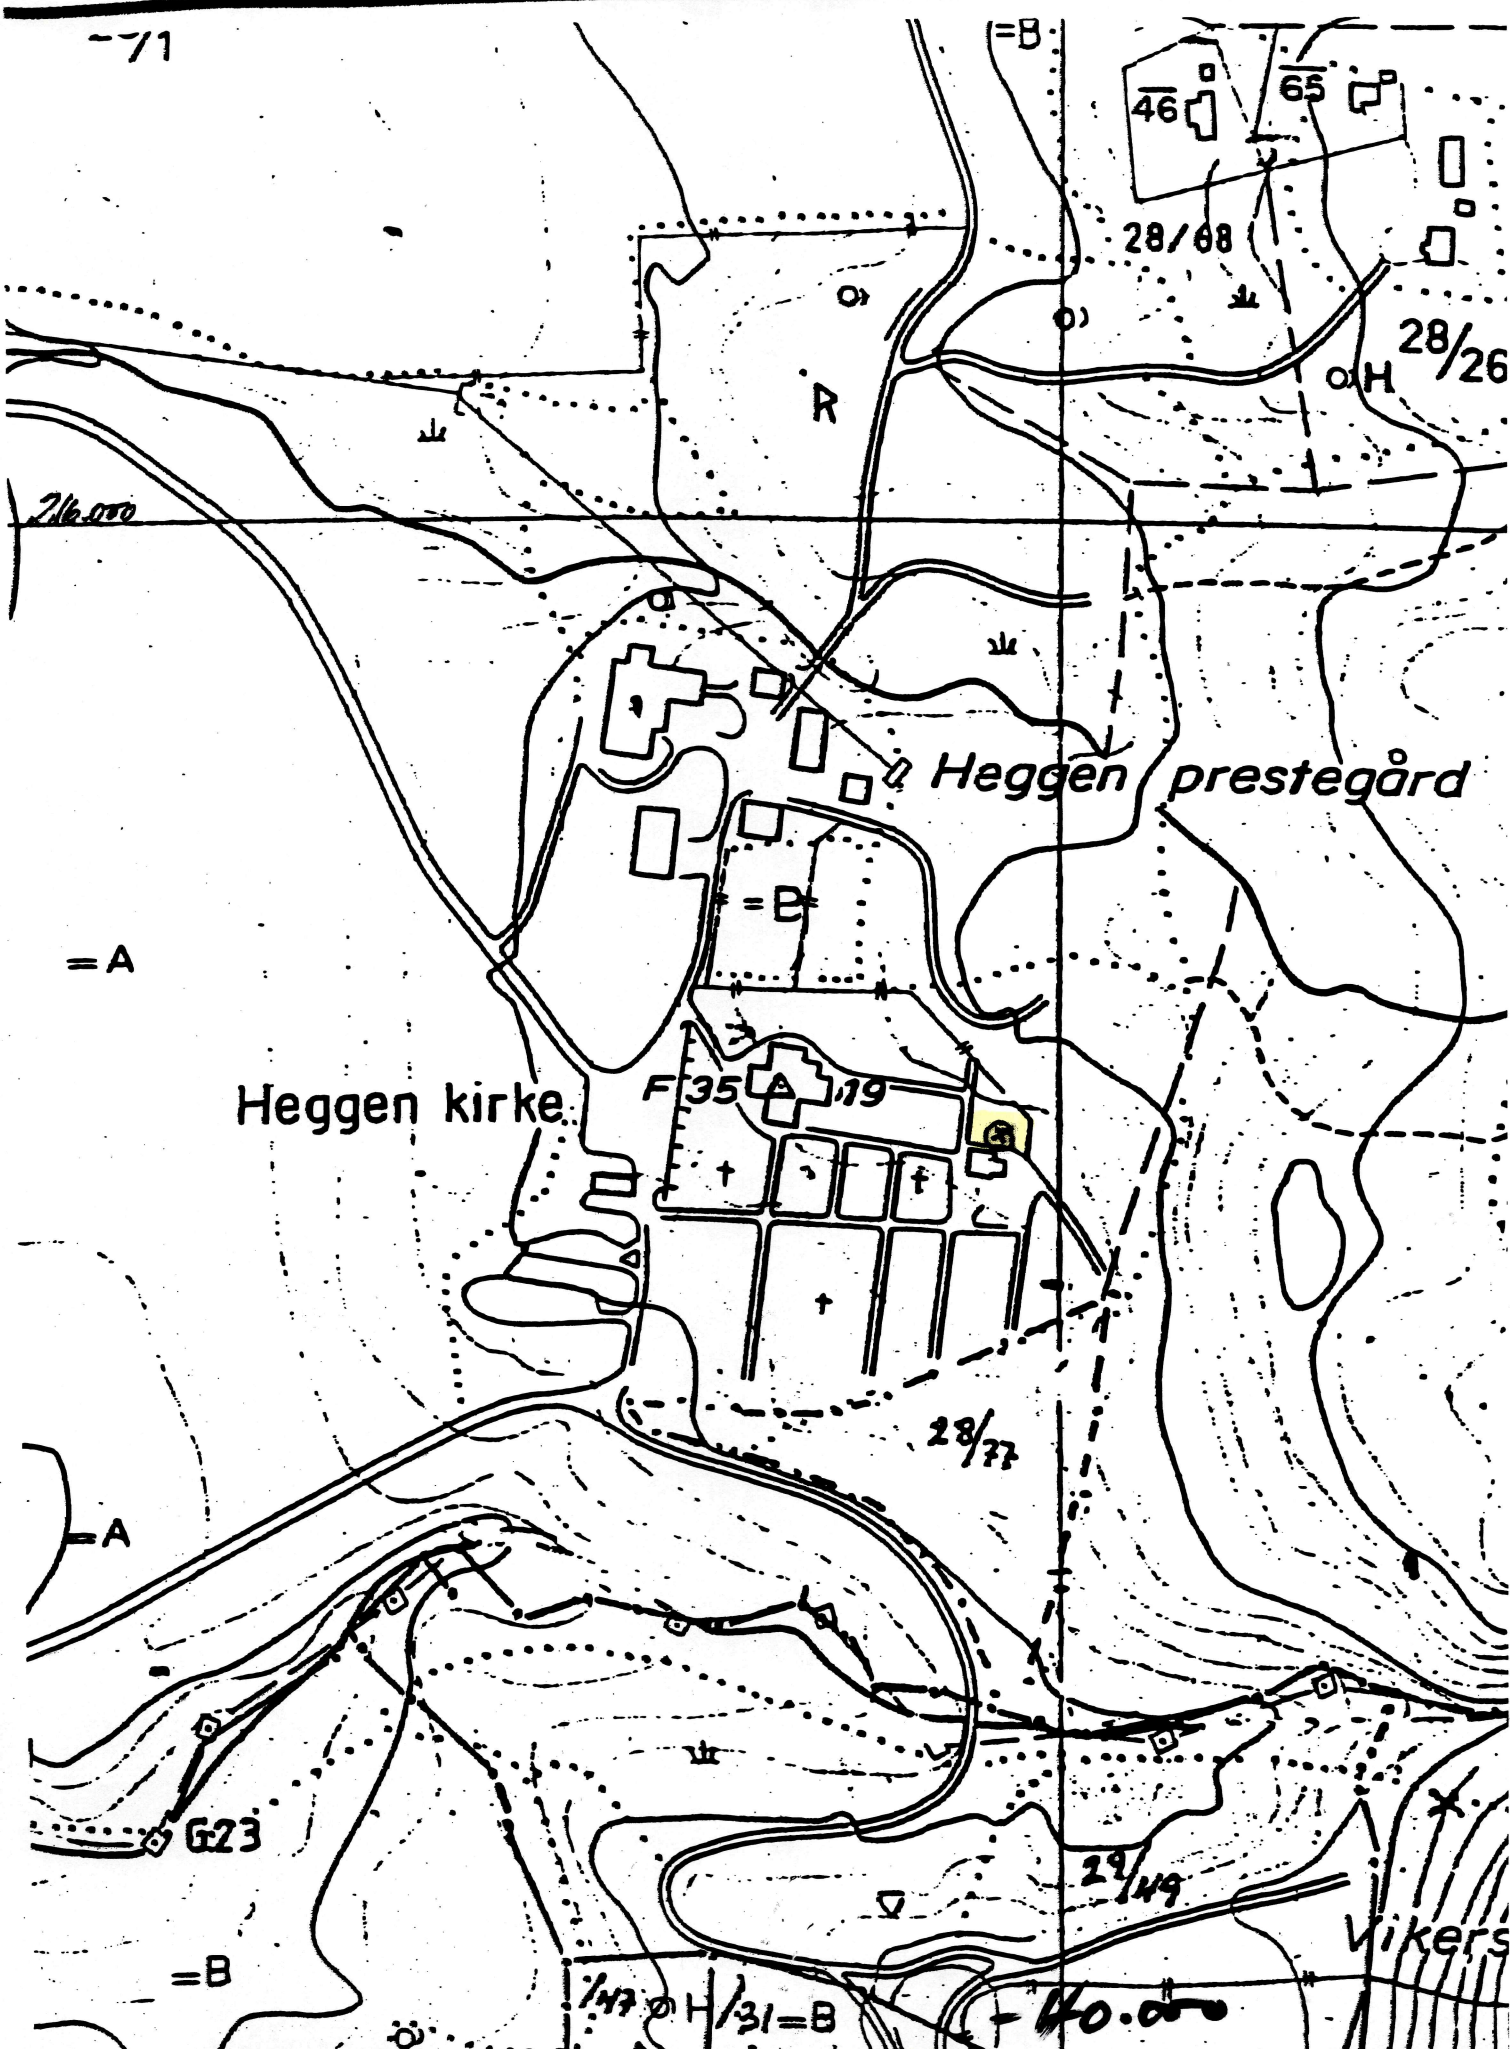 -71
=B
46
65
28/68
28/26
R
H
216.000
Heggen prestegård
=B
=A
F 35 .19
Heggen kirke
28/77
=A
G23
29/49
Vikers
=B
/47 H/31=B -40.000